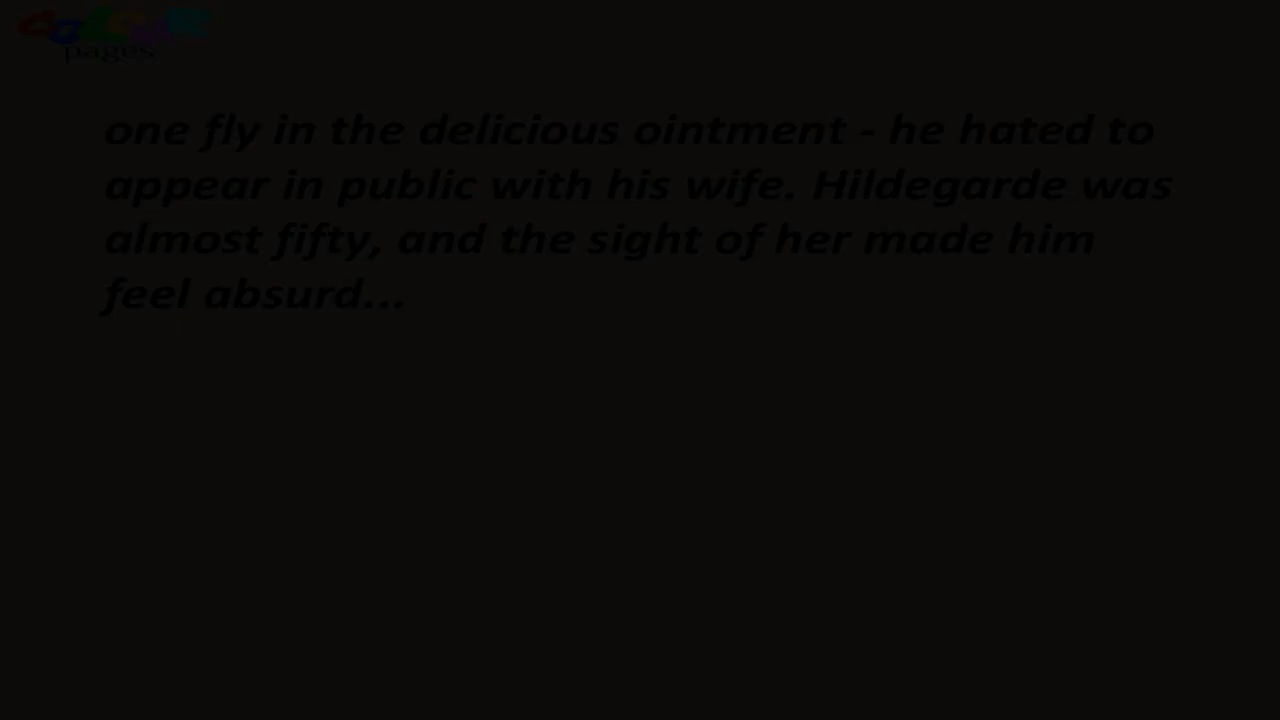 pages
one fly in the delicious ointment - he hated to
appear in public with his wife. Hildegarde was
almost fifty, and the sight of her made him
feel absurd...